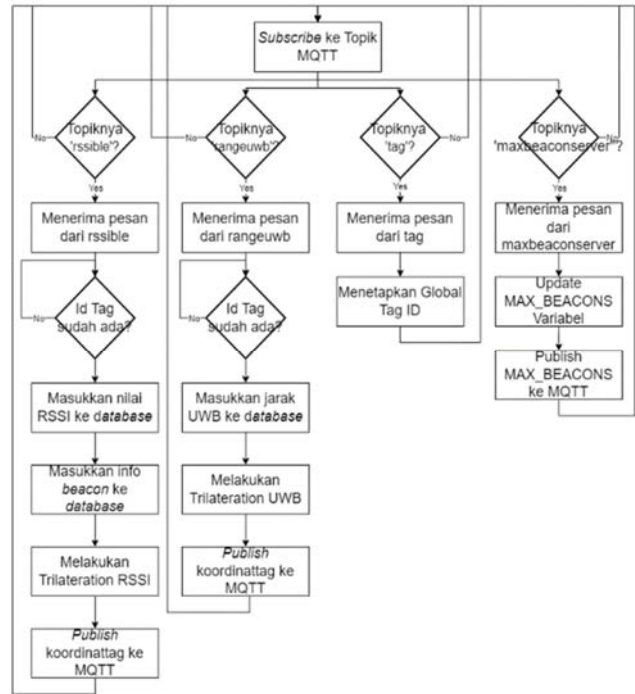 Subscribe ke Topik
MQTT
Topiknya
'rssible'?
No
Yes
Menerima pesan
dari rssible
Id Tag
sudah ada?
No
Masukkan nilai
RSSI ke database
Masukkan info
beacon ke
database
Melakukan
Trilateration RSSI
Publish
koordinattag ke
MQTT
Topiknya
'rangeuwb'?
No
Yes
Menerima pesan
dari rangeuwb
Id Tag
sudah ada?
No
Masukkan jarak
UWB ke database
Melakukan
Trilateration UWB
Publish
koordinattag ke
MQTT
Topiknya
'tag'?
No
Yes
Menerima pesan
dari tag
Menetapkan Global
Tag ID
Topiknya
'maxbeaconserver'?
No
Yes
Menerima pesan
dari
maxbeaconserver
Update
MAX_BEACONS
Variabel
Publish
MAX_BEACONS
ke MQTT